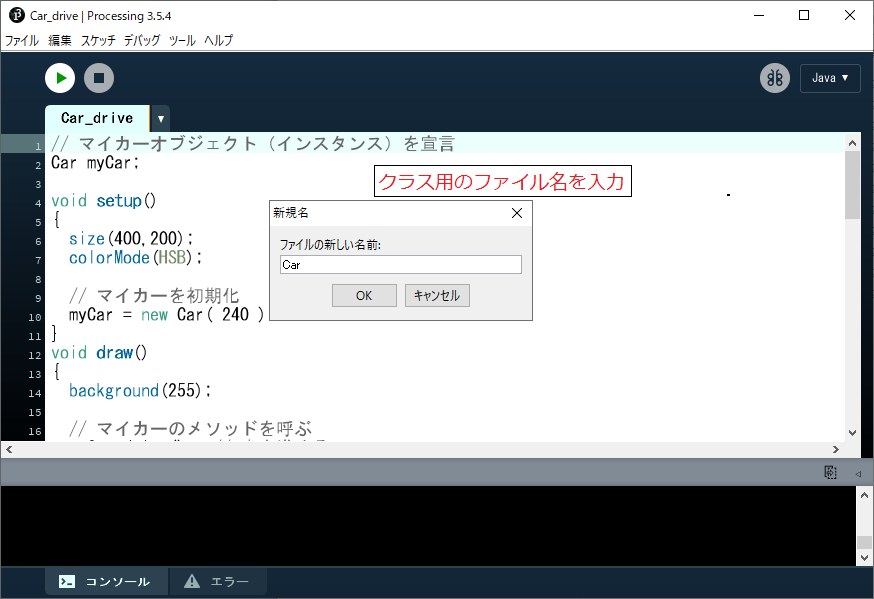 Car_drive | Processing 3.5.4
ファイル 編集 スケッチ デバッグ ツール ヘルプ
Java ▼
Car_drive ▼
1 // マイカーオブジェクト（インスタンス）を宣言
2 Car myCar;
3
4 void setup()
5 {
6 size(400,200);
7 colorMode(HSB);
8
9 // マイカーを初期化
10 myCar = new Car( 240 )
11 }
12 void draw()
13 {
14 background(255);
15
16 // マイカーのメソッドを呼ぶ
クラス用のファイル名を入力
新規名
ファイルの新しい名前:
Car
OK キャンセル
コンソール エラー